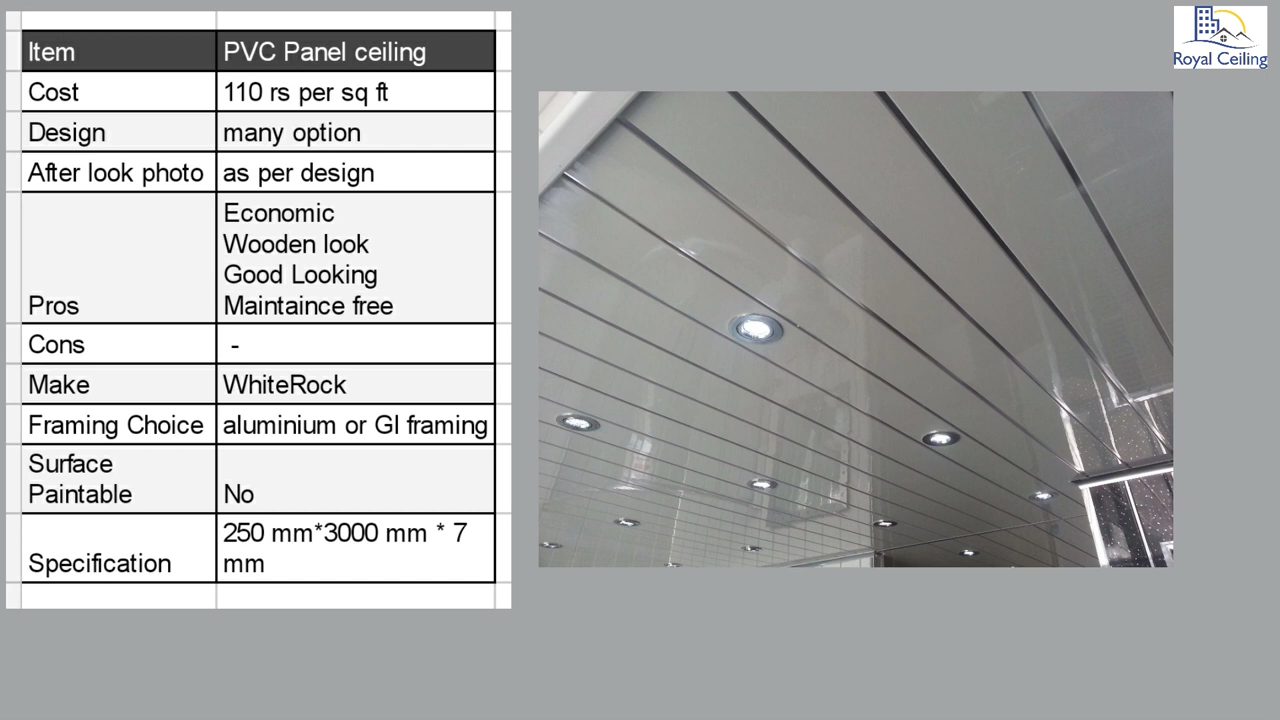 Royal Ceiling
Item PVC Panel ceiling
Cost 110 rs per sq ft
Design many option
After look photo as per design
Pros Economic
Wooden look
Good Looking
Maintaince free
Cons -
Make WhiteRock
Framing Choice aluminium or GI framing
Surface
Paintable No
Specification 250 mm*3000 mm * 7
mm